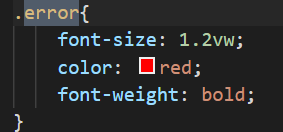 .error{
    font-size: 1.2vw;
    color: red;
    font-weight: bold;
}